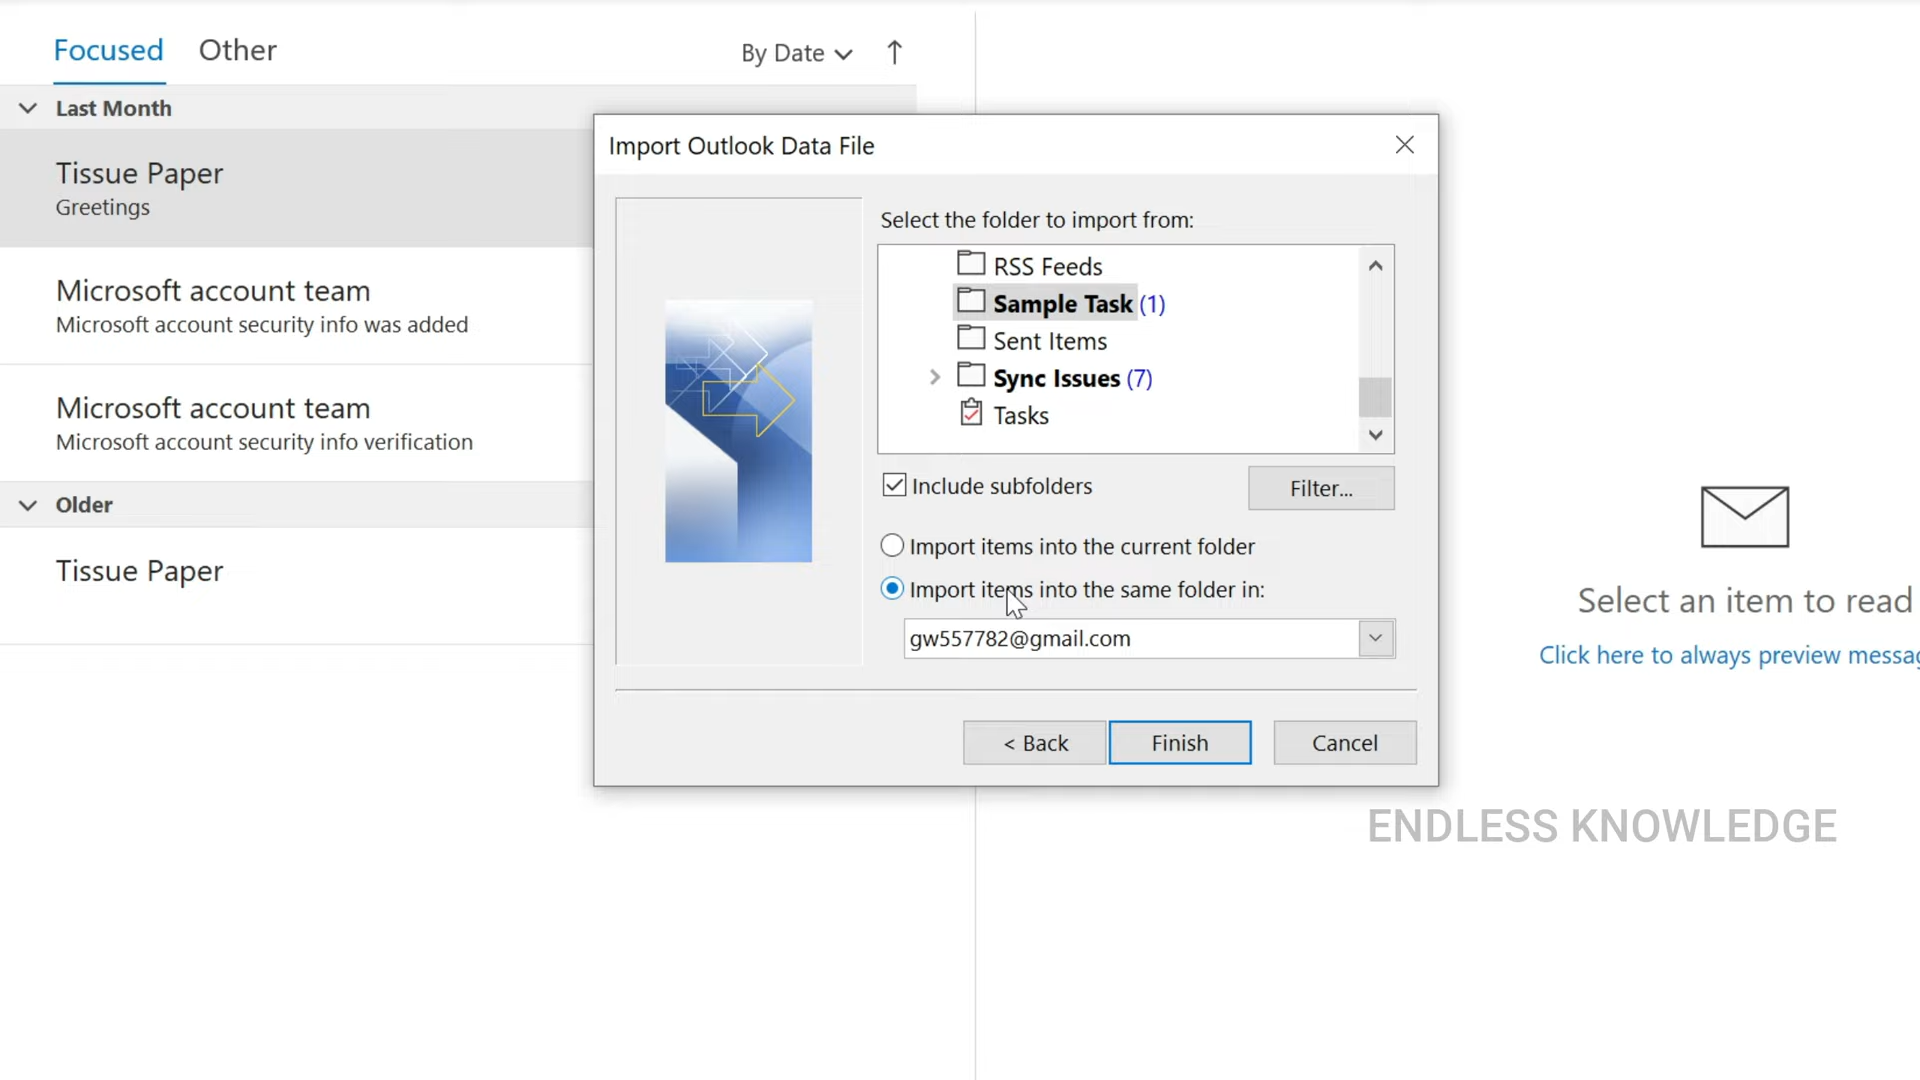 Focused Other By Date
Last Month
Tissue Paper
Greetings
Microsoft account team
Microsoft account security info was added
Microsoft account team
Microsoft account security info verification
Older
Tissue Paper
Import Outlook Data File
Select the folder to import from:
RSS Feeds
Sample Task (1)
Sent Items
Sync Issues (7)
Tasks
Include subfolders Filter...
Import items into the current folder
Import items into the same folder in:
gw557782@gmail.com
< Back Finish Cancel
Select an item to read
Click here to always preview messag
ENDLESS KNOWLEDGE